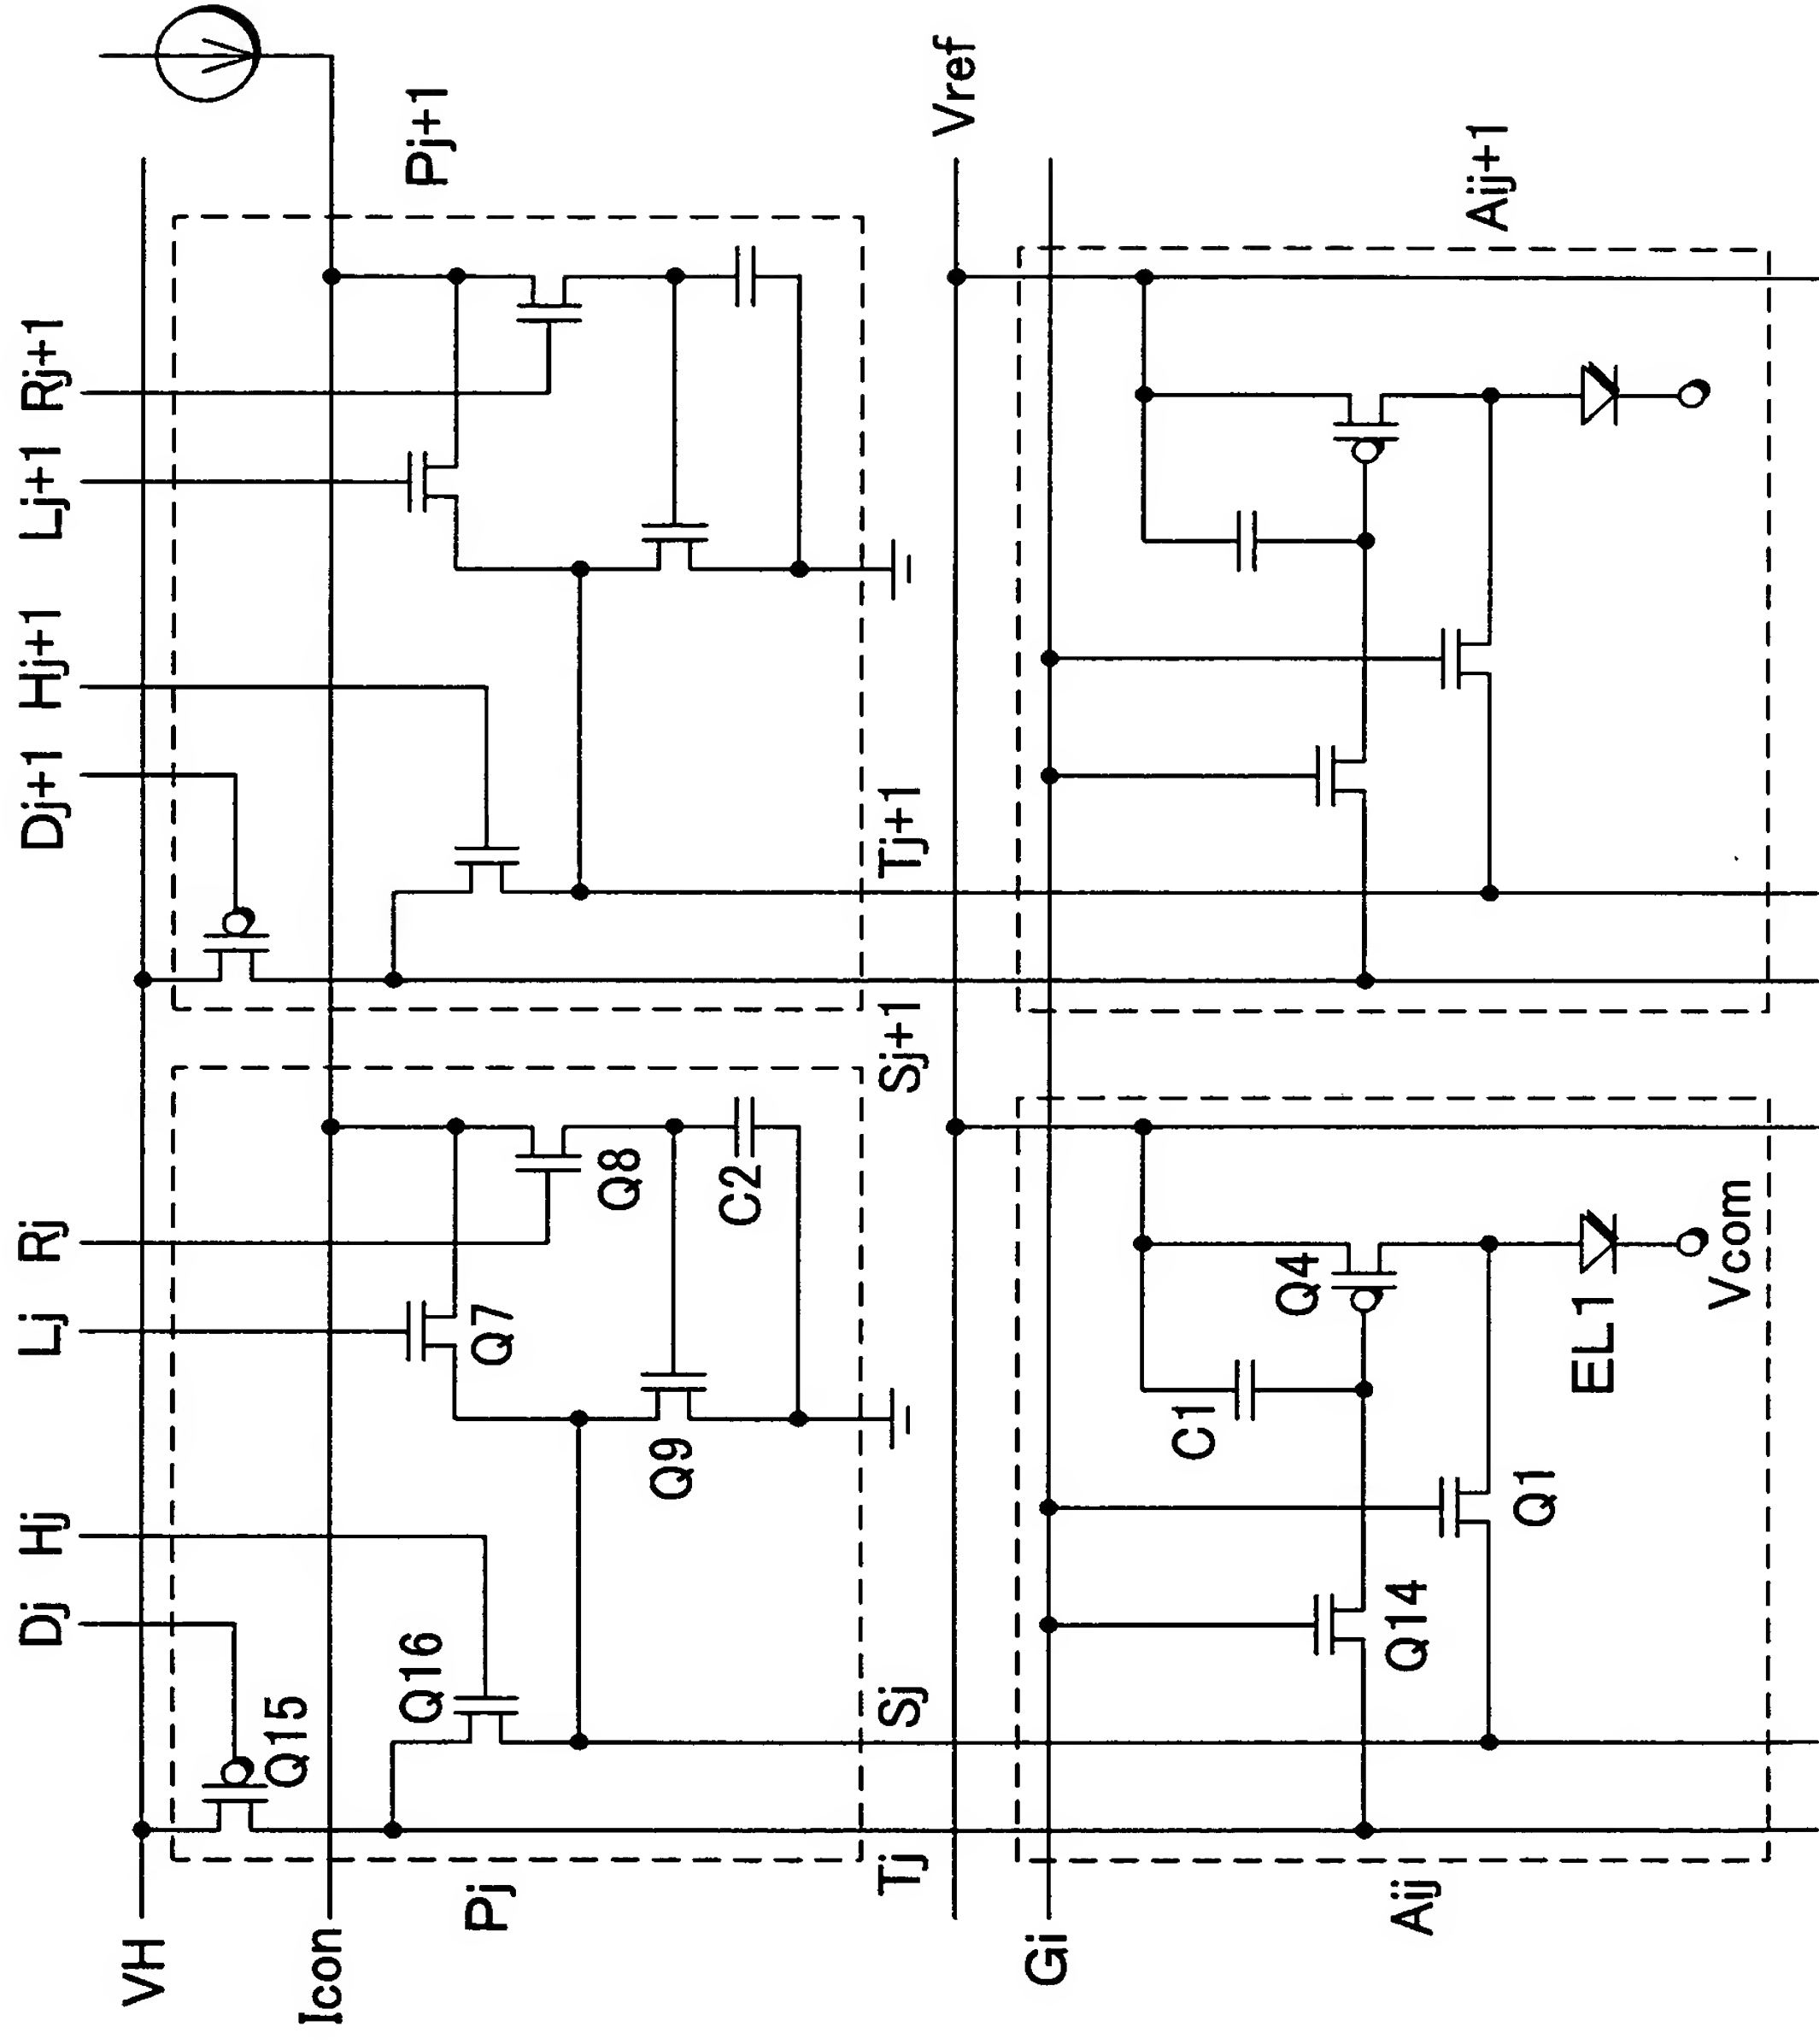 Dj Hj Lj Rj Dj+1 Hj+1 Lj+1 Rj+1
VH
Q15
Icon
Q16
Pj+1
Pj
Q7
Q8
Q9
C2
Tj Sj Sj+1 Tj+1
Vref
Gi
C1
Q4
Q14
Aij
Aij+1
Q1
EL1
Vcom